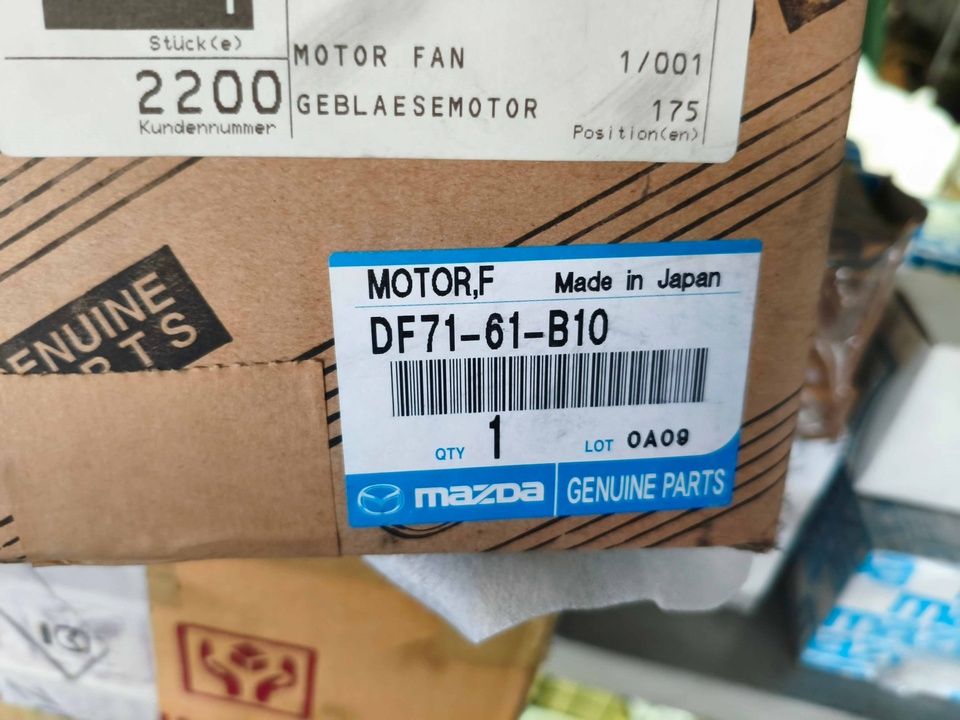 Stück(e)
2200
Kundennummer
MOTOR FAN
1/001
GEBLAESEMOTOR
175
Position(en)
GENUINE
PARTS
MOTOR,F Made in Japan
DF71-61-B10
QTY 1 LOT 0A09
mazda GENUINE PARTS